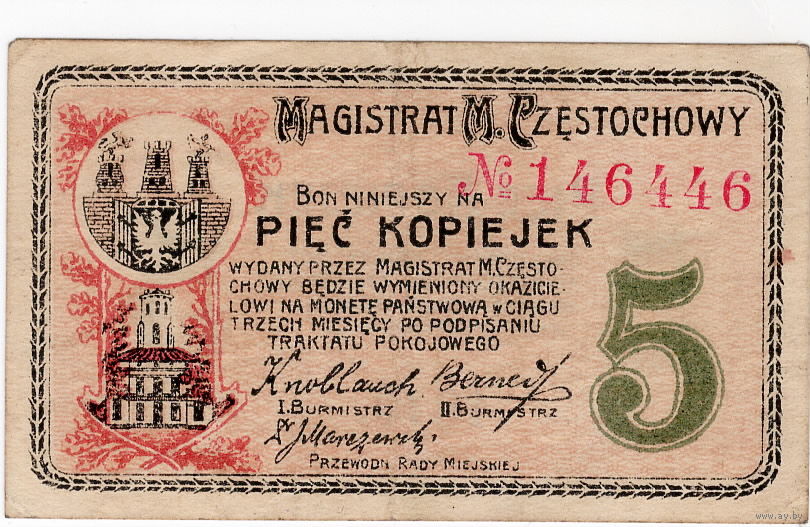 MAGISTRAT M. CZĘSTOCHOWY
№ 146446
BON NINIEJSZY NA
PIĘĆ KOPIEJEK
WYDANY PRZEZ MAGISTRAT M.CZĘSTO-
CHOWY BĘDZIE WYMIENIONY OKAZICIE-
LOWI NA MONETĘ PAŃSTWOWĄ W CIĄGU
TRZECH MIESIĘCY PO PODPISANIU
TRAKTATU POKOJOWEGO
5
Knoblauch
I.BURMISTRZ II.BURMISTRZ
PRZEWODN RADY MIEJSKIEJ
www.ay.by